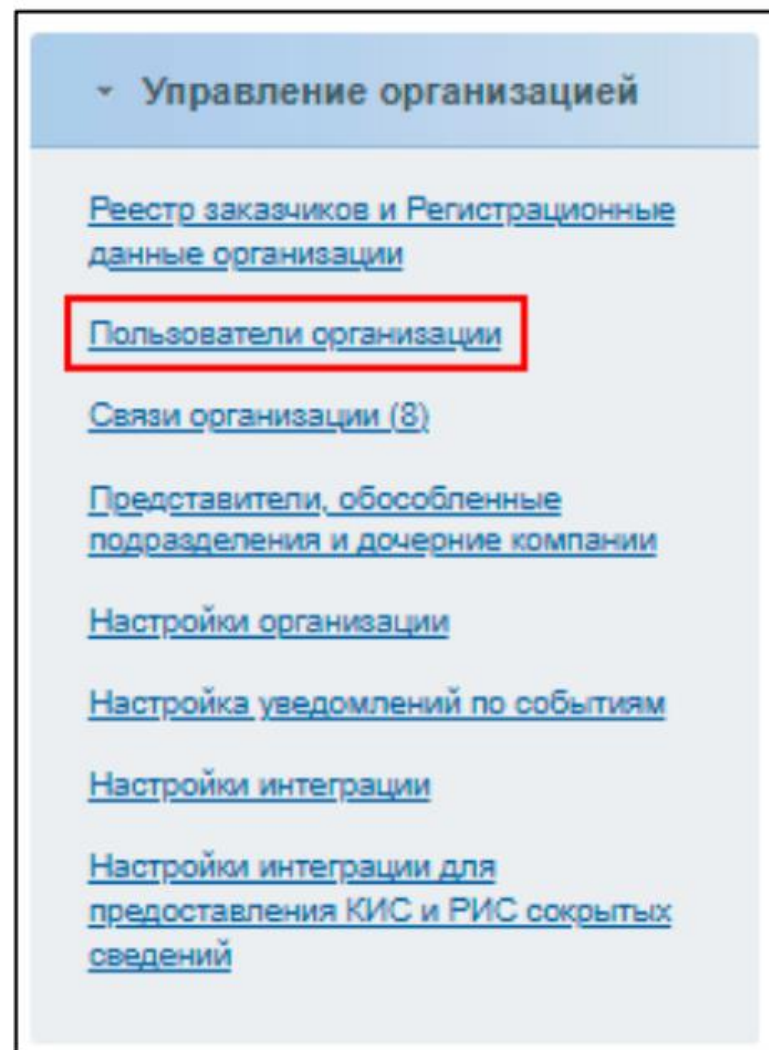 Управление организацией
Реестр заказчиков и Регистрационные
данные организации
Пользователи организации
Связи организации (8)
Представители, обособленные
подразделения и дочерние компании
Настройки организации
Настройка уведомлений по событиям
Настройки интеграции
Настройки интеграции для
предоставления КИС и РИС сокрытых
сведений